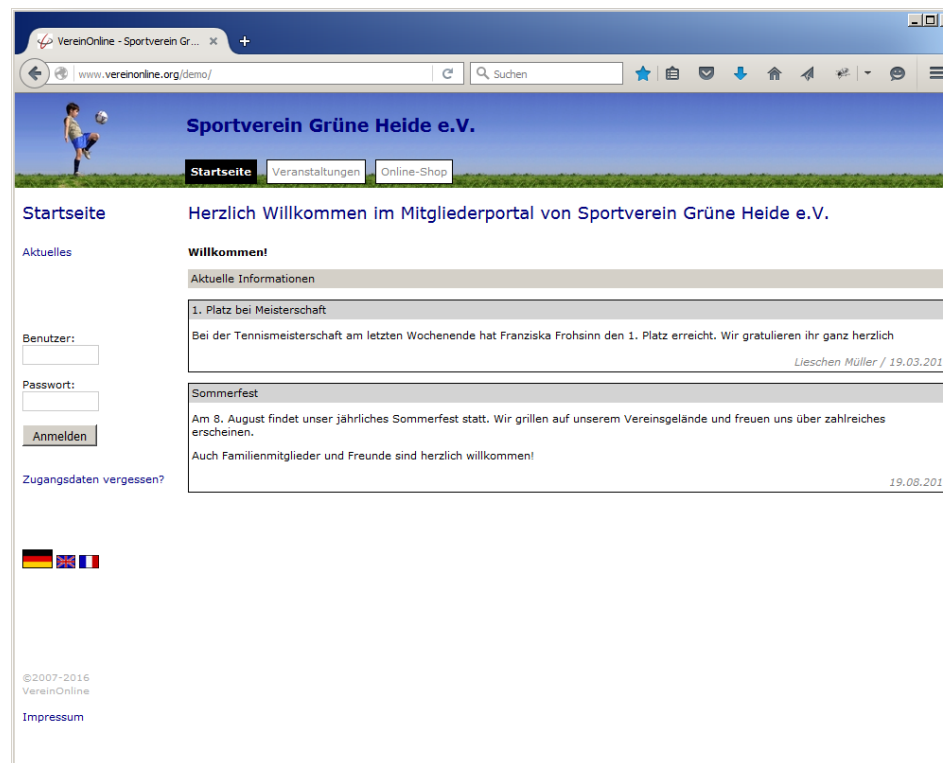 VereinOnline - Sportverein Gr...
www.vereinonline.org/demo/
Suchen
Sportverein Grüne Heide e.V.
Startseite Veranstaltungen Online-Shop
Startseite
Herzlich Willkommen im Mitgliederportal von Sportverein Grüne Heide e.V.
Aktuelles
Willkommen!
Aktuelle Informationen
1. Platz bei Meisterschaft
Bei der Tennismeisterschaft am letzten Wochenende hat Franziska Frohsinn den 1. Platz erreicht. Wir gratulieren ihr ganz herzlich
Lieschen Müller / 19.03.201
Sommerfest
Am 8. August findet unser jährliches Sommerfest statt. Wir grillen auf unserem Vereinsgelände und freuen uns über zahlreiches
erscheinen.
Auch Familienmitglieder und Freunde sind herzlich willkommen!
19.08.201
Benutzer:
Passwort:
Anmelden
Zugangsdaten vergessen?
©2007-2016
VereinOnline
Impressum